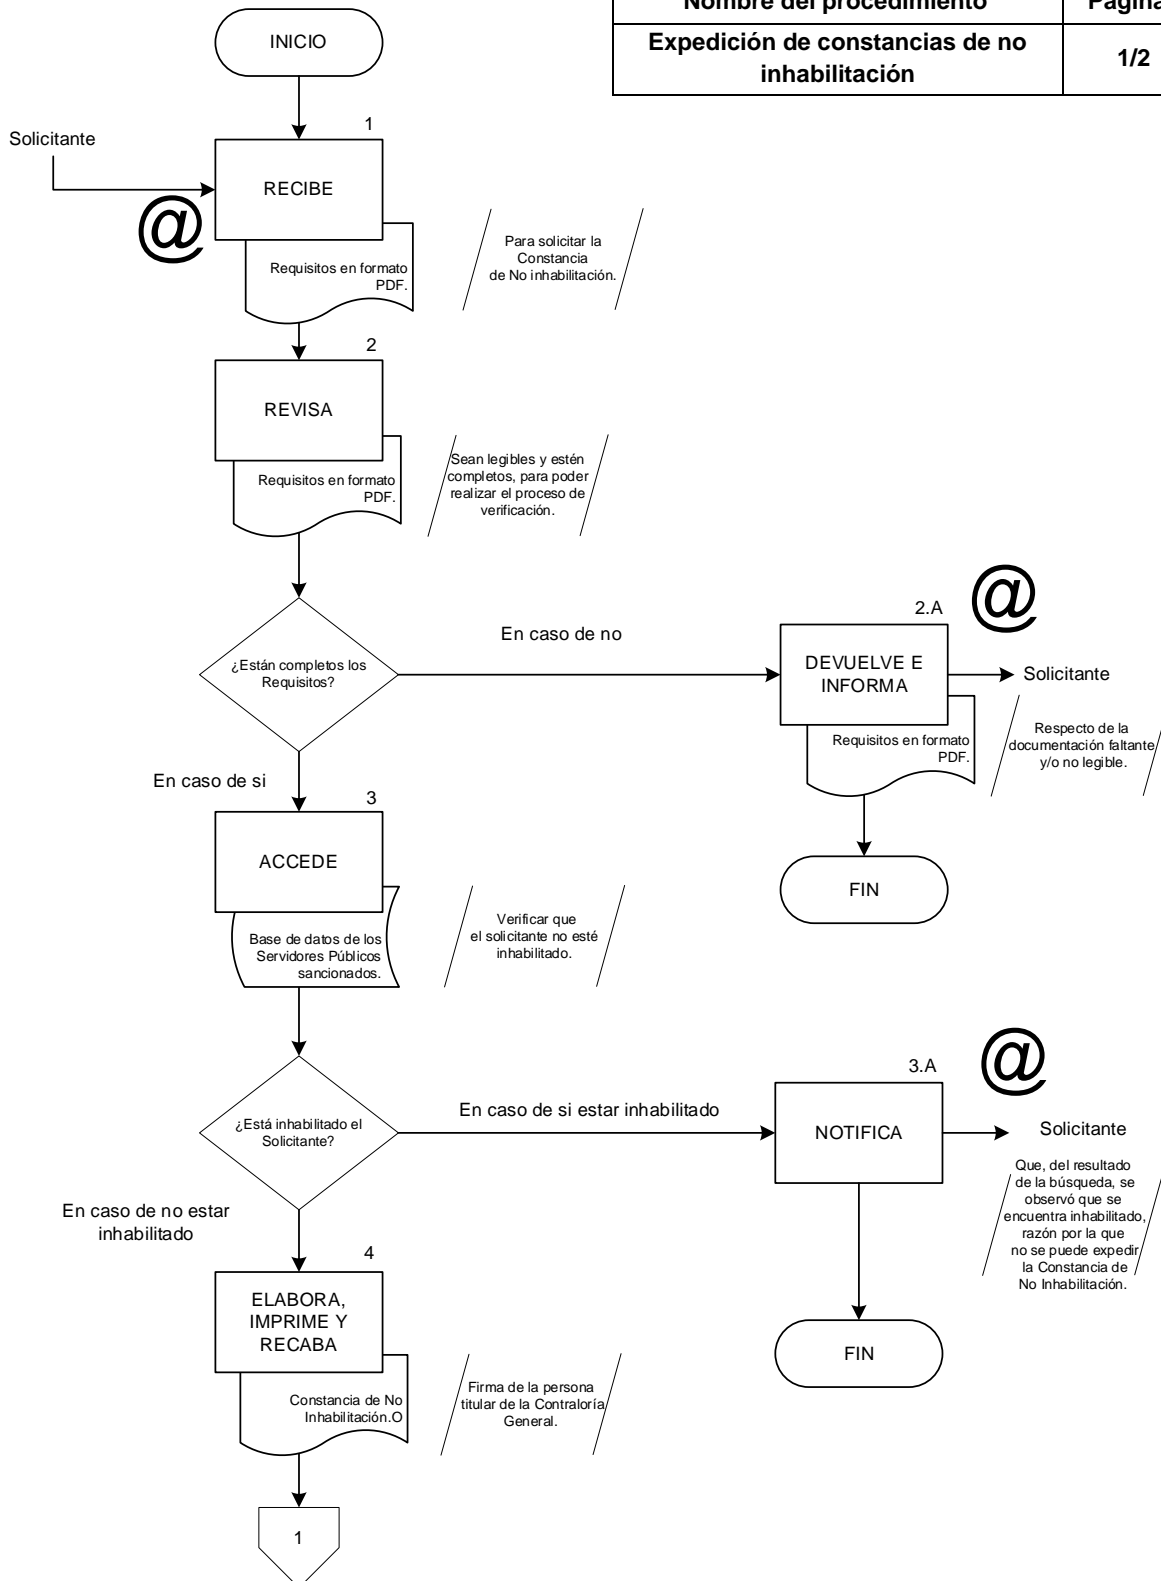 Nombre del procedimiento
Página
Expedición de constancias de no
inhabilitación
1/2
INICIO
Solicitante
1
RECIBE
@
Requisitos en formato
PDF.
Para solicitar la
Constancia
de No inhabilitación.
2
REVISA
Requisitos en formato
PDF.
Sean legibles y estén
completos, para poder
realizar el proceso de
verificación.
¿Están completos los
Requisitos?
En caso de no
2.A
@
DEVUELVE E
INFORMA
Solicitante
Requisitos en formato
PDF.
Respecto de la
documentación faltante
y/o no legible.
FIN
En caso de si
3
ACCEDE
Base de datos de los
Servidores Públicos
sancionados.
Verificar que
el solicitante no esté
inhabilitado.
¿Está inhabilitado el
Solicitante?
En caso de si estar inhabilitado
3.A
@
NOTIFICA
Solicitante
Que, del resultado
de la búsqueda, se
observó que se
encuentra inhabilitado,
razón por la que
no se puede expedir
la Constancia de
No Inhabilitación.
FIN
En caso de no estar
inhabilitado
4
ELABORA,
IMPRIME Y
RECABA
Constancia de No
Inhabilitación.O
Firma de la persona
titular de la Contraloría
General.
1